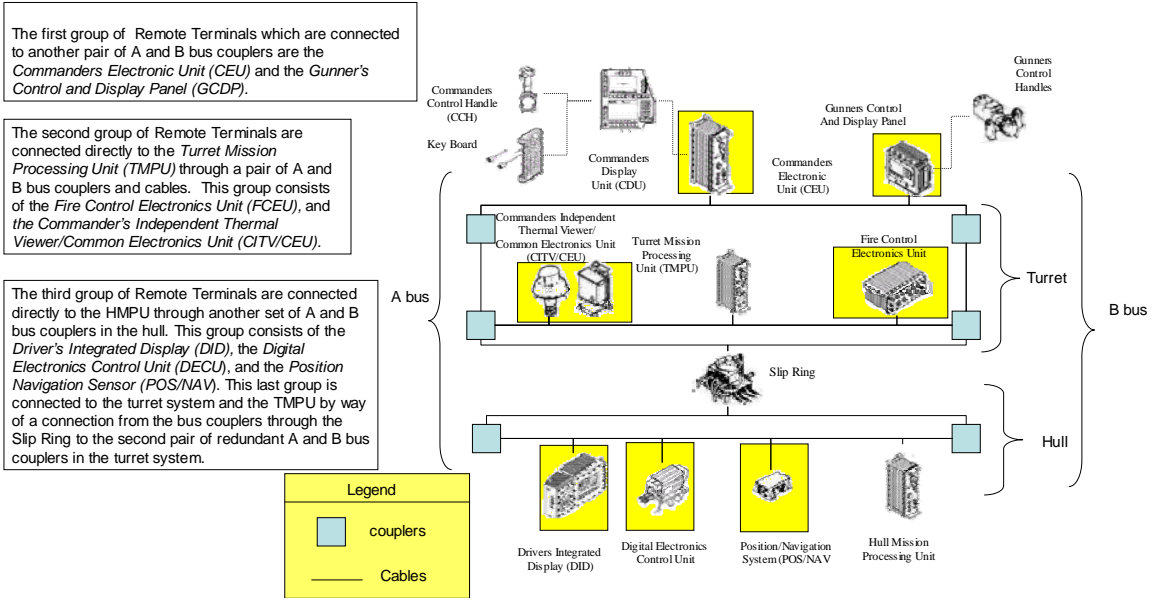 The first group of Remote Terminals which are connected
to another pair of A and B bus couplers are the
Commanders Electronic Unit (CEU) and the Gunner's
Control and Display Panel (GCDP).
The second group of Remote Terminals are
connected directly to the Turret Mission
Processing Unit (TMPU) through a pair of A and
B bus couplers and cables. This group consists
of the Fire Control Electronics Unit (FCEU), and
the Commander's Independent Thermal
Viewer/Common Electronics Unit (CITV/CEU).
The third group of Remote Terminals are connected
directly to the HMPU through another set of A and B
bus couplers in the hull. This group consists of the
Driver's Integrated Display (DID), the Digital
Electronics Control Unit (DECU), and the Position
Navigation Sensor (POS/NAV). This last group is
connected to the turret system and the TMPU by way
of a connection from the bus couplers through the
Slip Ring to the second pair of redundant A and B bus
couplers in the turret system.
Legend
couplers
Cables
Commanders
Control Handle
(CCH)
Key Board
Commanders
Display
Unit (CDU)
Commanders
Electronic
Unit (CEU)
Gunners Control
And Display Panel
Gunners
Control
Handles
A bus
Commanders Independent
Thermal Viewer/
Common Electronics Unit
(CITV/CEU)
Turret Mission
Processing
Unit (TMPU)
Fire Control
Electronics Unit
Turret
B bus
Slip Ring
Hull
Drivers Integrated
Display (DID)
Digital Electronics
Control Unit
Position/Navigation
System (POS/NAV
Hull Mission
Processing Unit